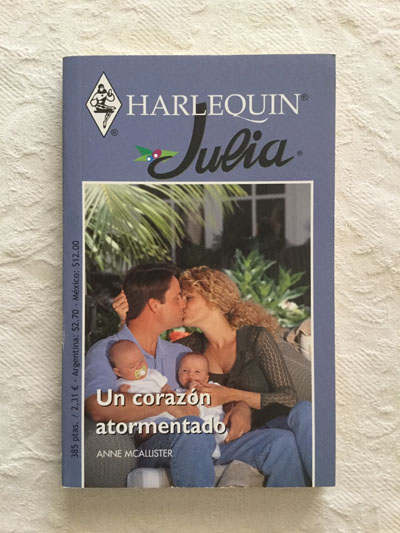 HARLEQUIN®
®
Julia®
385 ptas. / 2,31 € - Argentina: $2.70 - México: $12.00
Un corazón
atormentado
ANNE MCALLISTER